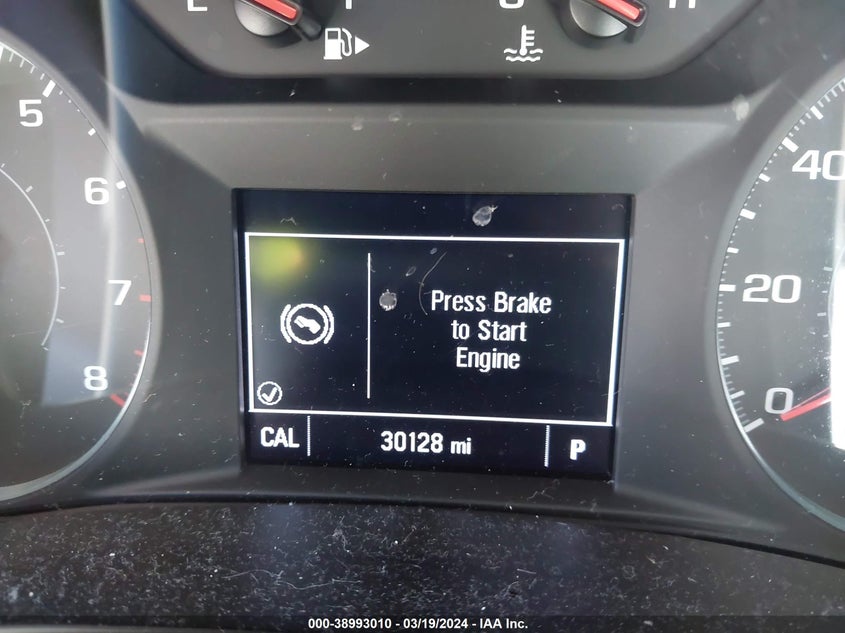 5
6
7
8
40
20
0
Press Brake
to Start
Engine
CAL 30128 mi P
000-38993010 - 03/19/2024 - IAA Inc.